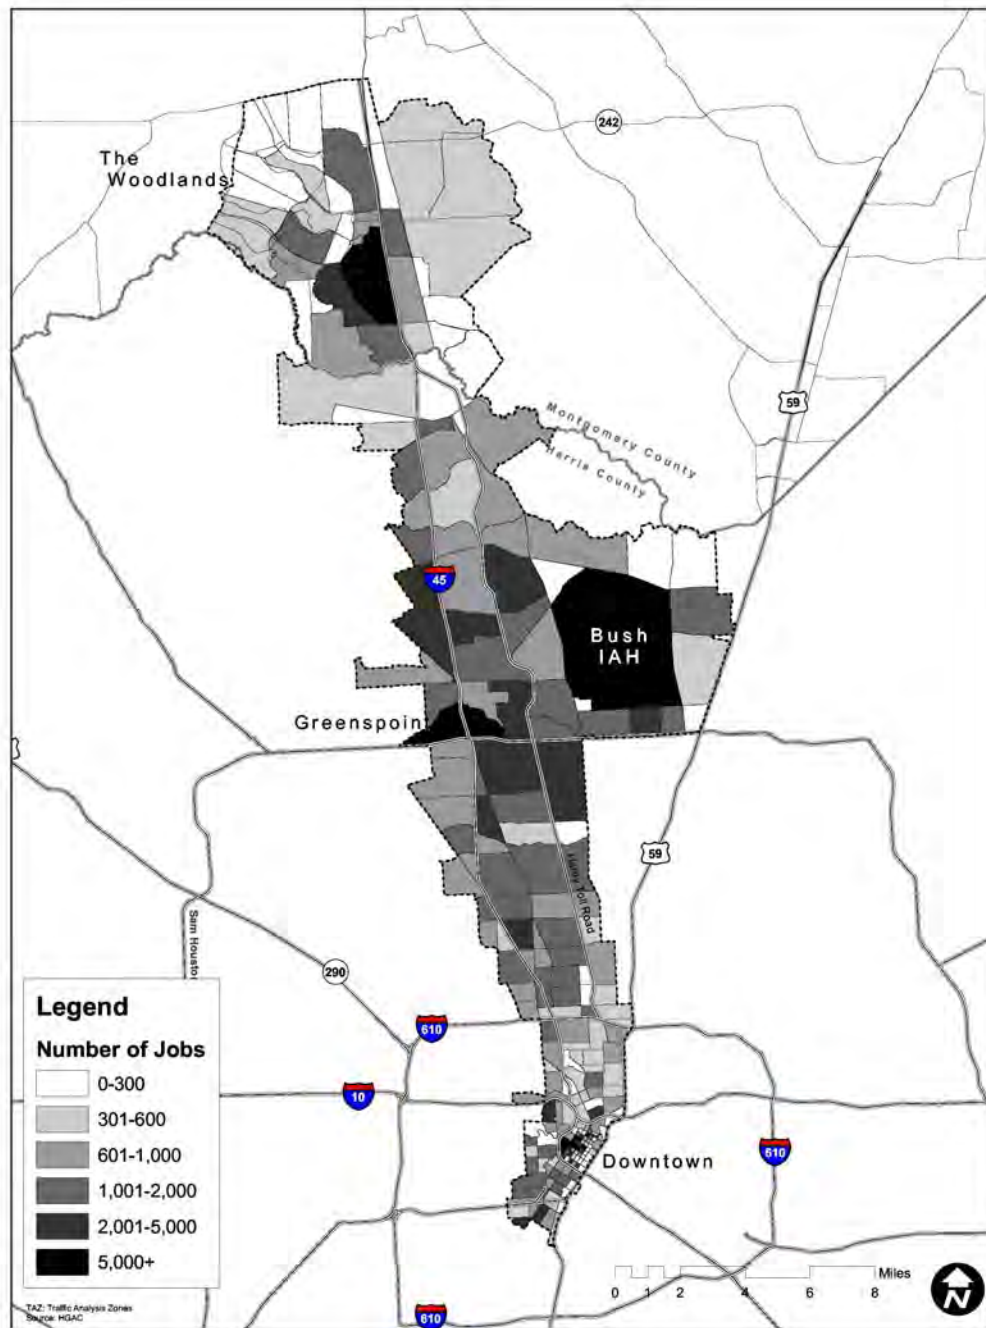 242
The
Woodlands
59
Montgomery County
Harris County
45
Bush
IAH
Greenspoint
59
Hardy Toll Road
Sam Houston
290
Legend
Number of Jobs
0-300
301-600
601-1,000
1,001-2,000
2,001-5,000
5,000+
610
10
610
Downtown
Miles
0 1 2 4 6 8
N
TAZ: Traffic Analysis Zones
Source: HGAC
610